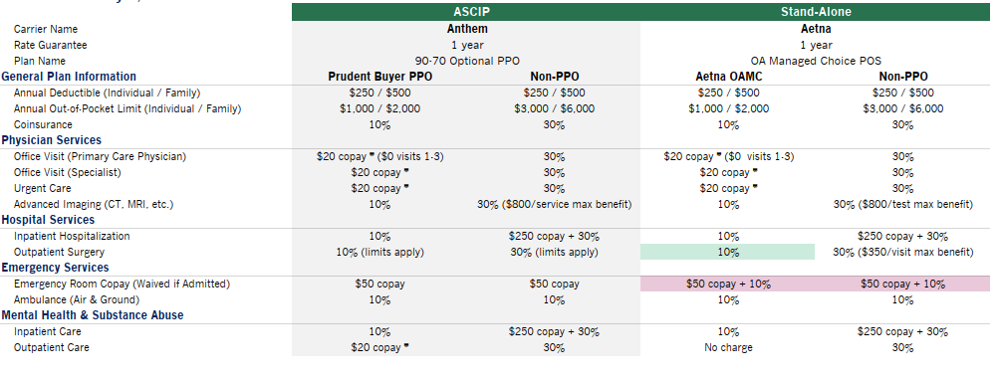 ASCIP Stand-Alone
Carrier Name Anthem Aetna
Rate Guarantee 1 year 1 year
Plan Name 90-70 Optional PPO OA Managed Choice POS
General Plan Information Prudent Buyer PPO Non-PPO Aetna OAMC Non-PPO
Annual Deductible (Individual / Family) $250 / $500 $250 / $500 $250 / $500 $250 / $500
Annual Out-of-Pocket Limit (Individual / Family) $1,000 / $2,000 $3,000 / $6,000 $1,000 / $2,000 $3,000 / $6,000
Coinsurance 10% 30% 10% 30%
Physician Services
Office Visit (Primary Care Physician) $20 copay * ($0 visits 1-3) 30% $20 copay * ($0 visits 1-3) 30%
Office Visit (Specialist) $20 copay * 30% $20 copay * 30%
Urgent Care $20 copay * 30% $20 copay * 30%
Advanced Imaging (CT, MRI, etc.) 10% 30% ($800/service max benefit) 10% 30% ($800/test max benefit)
Hospital Services
Inpatient Hospitalization 10% $250 copay + 30% 10% $250 copay + 30%
Outpatient Surgery 10% (limits apply) 30% (limits apply) 10% 30% ($350/visit max benefit)
Emergency Services
Emergency Room Copay (Waived if Admitted) $50 copay $50 copay $50 copay + 10% $50 copay + 10%
Ambulance (Air & Ground) 10% 10% 10% 10%
Mental Health & Substance Abuse
Inpatient Care 10% $250 copay + 30% 10% $250 copay + 30%
Outpatient Care $20 copay * 30% No charge 30%